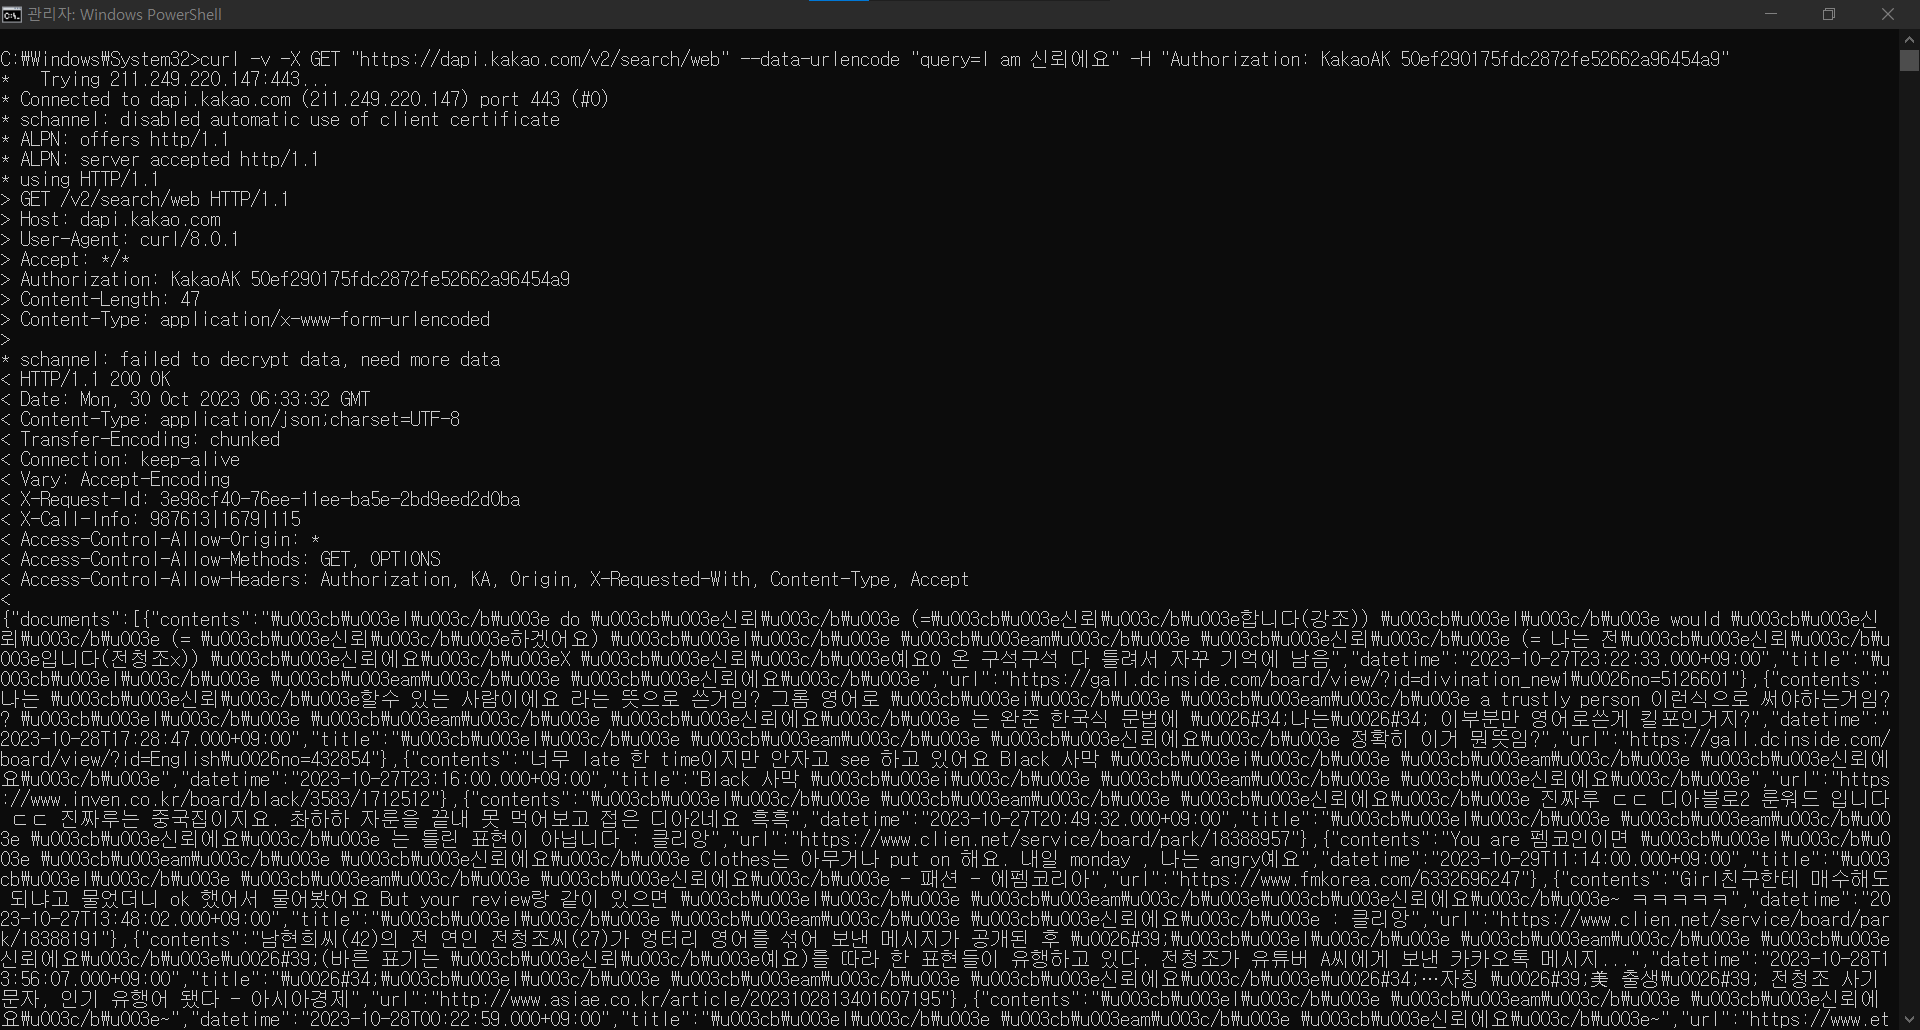 관리자: Windows PowerShell
C:\Windows\System32>curl -v -X GET "https://dapi.kakao.com/v2/search/web" --data-urlencode "query=I am 신뢰에요" -H "Authorization: KakaoAK 50ef290175fdc2872fe52662a96454a9"
*   Trying 211.249.220.147:443...
* Connected to dapi.kakao.com (211.249.220.147) port 443 (#0)
* schannel: disabled automatic use of client certificate
* ALPN: offers http/1.1
* ALPN: server accepted http/1.1
* using HTTP/1.1
> GET /v2/search/web HTTP/1.1
> Host: dapi.kakao.com
> User-Agent: curl/8.0.1
> Accept: */*
> Authorization: KakaoAK 50ef290175fdc2872fe52662a96454a9
> Content-Length: 47
> Content-Type: application/x-www-form-urlencoded
>
* schannel: failed to decrypt data, need more data
< HTTP/1.1 200 OK
< Date: Mon, 30 Oct 2023 06:33:32 GMT
< Content-Type: application/json;charset=UTF-8
< Transfer-Encoding: chunked
< Connection: keep-alive
< Vary: Accept-Encoding
< X-Request-Id: 3e98cf40-76ee-11ee-ba5e-2bd9eed2d0ba
< X-Call-Info: 987613|1679|115
< Access-Control-Allow-Origin: *
< Access-Control-Allow-Methods: GET, OPTIONS
< Access-Control-Allow-Headers: Authorization, KA, Origin, X-Requested-With, Content-Type, Accept
<
{"documents":[{"contents":"₩u003cb₩u003eI₩u003c/b₩u003e do ₩u003cb₩u003e신뢰₩u003c/b₩u003e (=₩u003cb₩u003e신뢰₩u003c/b₩u003e합니다(강조)) ₩u003cb₩u003eI₩u003c/b₩u003e would ₩u003cb₩u003e신
뢰₩u003c/b₩u003e (= ₩u003cb₩u003e신뢰₩u003c/b₩u003e하겠어요) ₩u003cb₩u003eI₩u003c/b₩u003e ₩u003cb₩u003eam₩u003c/b₩u003e ₩u003cb₩u003e신뢰₩u003c/b₩u003e (= 나는 전₩u003cb₩u003e신뢰₩u003c/b₩u
003e입니다(전청조x)) ₩u003cb₩u003e신뢰에요₩u003c/b₩u003eX ₩u003cb₩u003e신뢰₩u003c/b₩u003e예요O 온 구석구석 다 틀려서 자꾸 기억에 남음","datetime":"2023-10-27T23:22:33.000+09:00","title":"₩u
003cb₩u003eI₩u003c/b₩u003e ₩u003cb₩u003eam₩u003c/b₩u003e ₩u003cb₩u003e신뢰에요₩u003c/b₩u003e","url":"https://gall.dcinside.com/board/view/?id=divination_new1₩u0026no=5126601"},{"contents":"
나는 ₩u003cb₩u003e신뢰₩u003c/b₩u003e할수 있는 사람이에요 라는 뜻으로 쓴거임? 그롬 영어로 ₩u003cb₩u003ei₩u003c/b₩u003e ₩u003cb₩u003eam₩u003c/b₩u003e a trustly person 이런식으로 써야하는거임?
? ₩u003cb₩u003eI₩u003c/b₩u003e ₩u003cb₩u003eam₩u003c/b₩u003e ₩u003cb₩u003e신뢰에요₩u003c/b₩u003e 는 완준 한국식 문법에 ₩u0026#34;나는₩u0026#34; 이부분만 영어로쓴게 킬포인거지?","datetime":"
2023-10-28T17:28:47.000+09:00","title":"₩u003cb₩u003eI₩u003c/b₩u003e ₩u003cb₩u003eam₩u003c/b₩u003e ₩u003cb₩u003e신뢰에요₩u003c/b₩u003e 정확히 이거 뭔뜻임?","url":"https://gall.dcinside.com/
board/view/?id=English₩u0026no=432854"},{"contents":"너무 late 한 time이지만 안자고 see 하고 있어요 Black 사막 ₩u003cb₩u003ei₩u003c/b₩u003e ₩u003cb₩u003eam₩u003c/b₩u003e ₩u003cb₩u003e신뢰에
요₩u003c/b₩u003e","datetime":"2023-10-27T23:16:00.000+09:00","title":"Black 사막 ₩u003cb₩u003ei₩u003c/b₩u003e ₩u003cb₩u003eam₩u003c/b₩u003e ₩u003cb₩u003e신뢰에요₩u003c/b₩u003e","url":"https
://www.inven.co.kr/board/black/3583/1712512"},{"contents":"₩u003cb₩u003eI₩u003c/b₩u003e ₩u003cb₩u003eam₩u003c/b₩u003e ₩u003cb₩u003e신뢰에요₩u003c/b₩u003e 진짜루 ㄷㄷ 디아블로2 룬워드 입니다
 ㄷㄷ 진짜루는 중국집이지요. 촤하하 자룬을 끝내 못 먹어보고 접은 디아2네요 흑흑","datetime":"2023-10-27T20:49:32.000+09:00","title":"₩u003cb₩u003eI₩u003c/b₩u003e ₩u003cb₩u003eam₩u003c/b₩u00
3e ₩u003cb₩u003e신뢰에요₩u003c/b₩u003e 는 틀린 표현이 아닙니다 : 클리앙","url":"https://www.clien.net/service/board/park/18388957"},{"contents":"You are 펨코인이면 ₩u003cb₩u003eI₩u003c/b₩u0
03e ₩u003cb₩u003eam₩u003c/b₩u003e ₩u003cb₩u003e신뢰에요₩u003c/b₩u003e Clothes는 아무거나 put on 해요. 내일 monday , 나는 angry예요","datetime":"2023-10-29T11:14:00.000+09:00","title":"₩u003
cb₩u003eI₩u003c/b₩u003e ₩u003cb₩u003eam₩u003c/b₩u003e ₩u003cb₩u003e신뢰에요₩u003c/b₩u003e - 패션 - 에펨코리아","url":"https://www.fmkorea.com/6332696247"},{"contents":"Girl친구한테 매수해도
 되냐고 물었더니 ok 했어서 물어봤어요 But your review랑 같이 있으면 ₩u003cb₩u003eI₩u003c/b₩u003e ₩u003cb₩u003eam₩u003c/b₩u003e ₩u003cb₩u003e신뢰에요₩u003c/b₩u003e~ ㅋㅋㅋㅋㅋ","datetime":"20
23-10-27T13:48:02.000+09:00","title":"₩u003cb₩u003eI₩u003c/b₩u003e ₩u003cb₩u003eam₩u003c/b₩u003e ₩u003cb₩u003e신뢰에요₩u003c/b₩u003e : 클리앙","url":"https://www.clien.net/service/board/par
k/18388191"},{"contents":"남현희씨(42)의 전 연인 전청조씨(27)가 엉터리 영어를 섞어 보낸 메시지가 공개된 후 ₩u0026#39;₩u003cb₩u003eI₩u003c/b₩u003e ₩u003cb₩u003eam₩u003c/b₩u003e ₩u003cb₩u003e
신뢰에요₩u003c/b₩u003e₩u0026#39;(바른 표기는 ₩u003cb₩u003e신뢰₩u003c/b₩u003e예요)를 따라 한 표현들이 유행하고 있다. 전청조가 유튜버 A씨에게 보낸 카카오톡 메시지...","datetime":"2023-10-28T1
3:56:07.000+09:00","title":"₩u0026#34;₩u003cb₩u003eI₩u003c/b₩u003e ₩u003cb₩u003eam₩u003c/b₩u003e ₩u003cb₩u003e신뢰에요₩u003c/b₩u003e₩u0026#34;…자칭 ₩u0026#39;美 출생₩u0026#39; 전청조 사기
문자, 인기 유행어 됐다 - 아시아경제","url":"http://www.asiae.co.kr/article/2023102813401607195"},{"contents":"₩u003cb₩u003eI₩u003c/b₩u003e ₩u003cb₩u003eam₩u003c/b₩u003e ₩u003cb₩u003e신뢰에
요₩u003c/b₩u003e~","datetime":"2023-10-28T00:22:59.000+09:00","title":"₩u003cb₩u003eI₩u003c/b₩u003e ₩u003cb₩u003eam₩u003c/b₩u003e ₩u003cb₩u003e신뢰에요₩u003c/b₩u003e~","url":"https://www.et